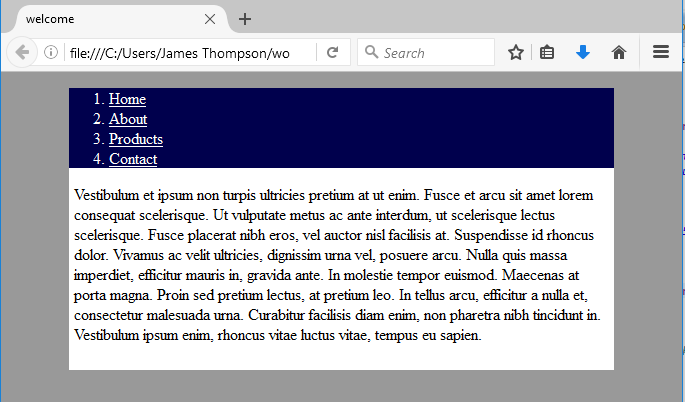 welcome
file:///C:/Users/James Thompson/wo
Search
1. Home
2. About
3. Products
4. Contact
Vestibulum et ipsum non turpis ultricies pretium at ut enim. Fusce et arcu sit amet lorem
consequat scelerisque. Ut vulputate metus ac ante interdum, ut scelerisque lectus
scelerisque. Fusce placerat nibh eros, vel auctor nisl facilisis at. Suspendisse id rhoncus
dolor. Vivamus ac velit ultricies, dignissim urna vel, posuere arcu. Nulla quis massa
imperdiet, efficitur mauris in, gravida ante. In molestie tempor euismod. Maecenas at
porta magna. Proin sed pretium lectus, at pretium leo. In tellus arcu, efficitur a nulla et,
consectetur malesuada urna. Curabitur facilisis diam enim, non pharetra nibh tincidunt in.
Vestibulum ipsum enim, rhoncus vitae luctus vitae, tempus eu sapien.